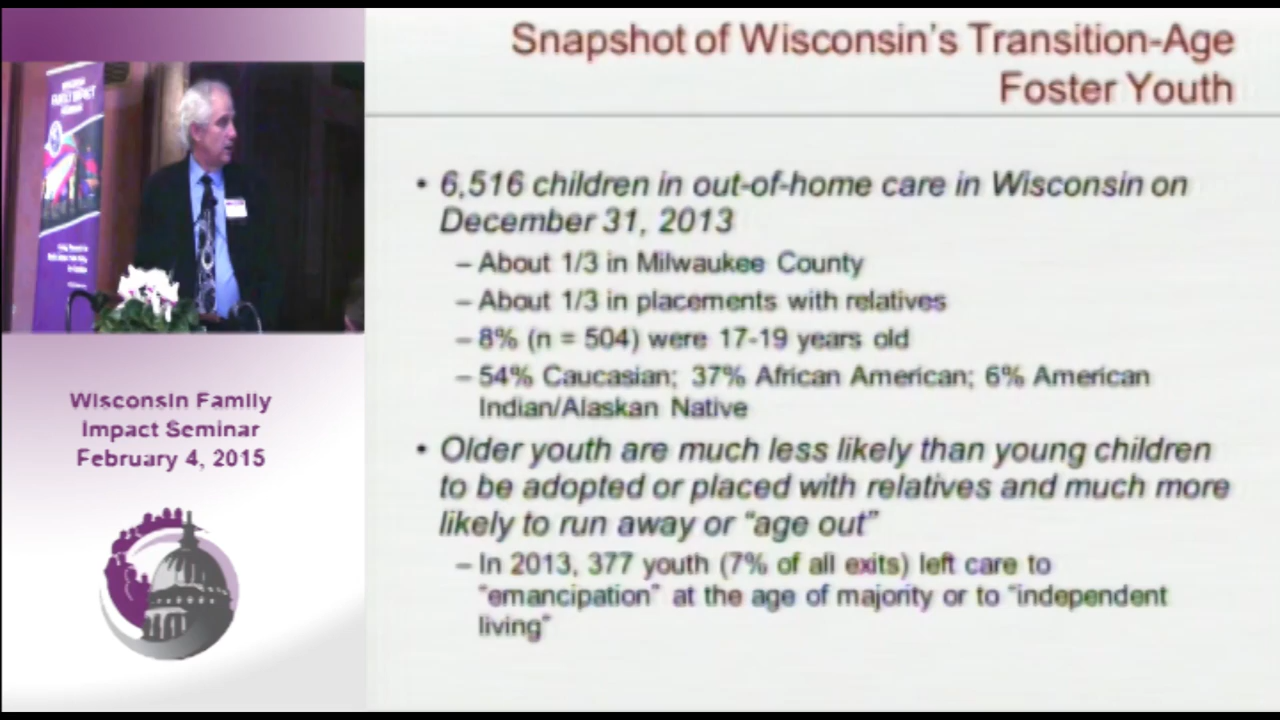 Snapshot of Wisconsin's Transition-Age
Foster Youth
• 6,516 children in out-of-home care in Wisconsin on
December 31, 2013
– About 1/3 in Milwaukee County
– About 1/3 in placements with relatives
– 8% (n = 504) were 17-19 years old
– 54% Caucasian; 37% African American; 6% American
Indian/Alaskan Native
• Older youth are much less likely than young children
to be adopted or placed with relatives and much more
likely to run away or "age out"
– In 2013, 377 youth (7% of all exits) left care to
"emancipation" at the age of majority or to "independent
living"
FAMILY IMPACT
Wisconsin Family
Impact Seminar
February 4, 2015